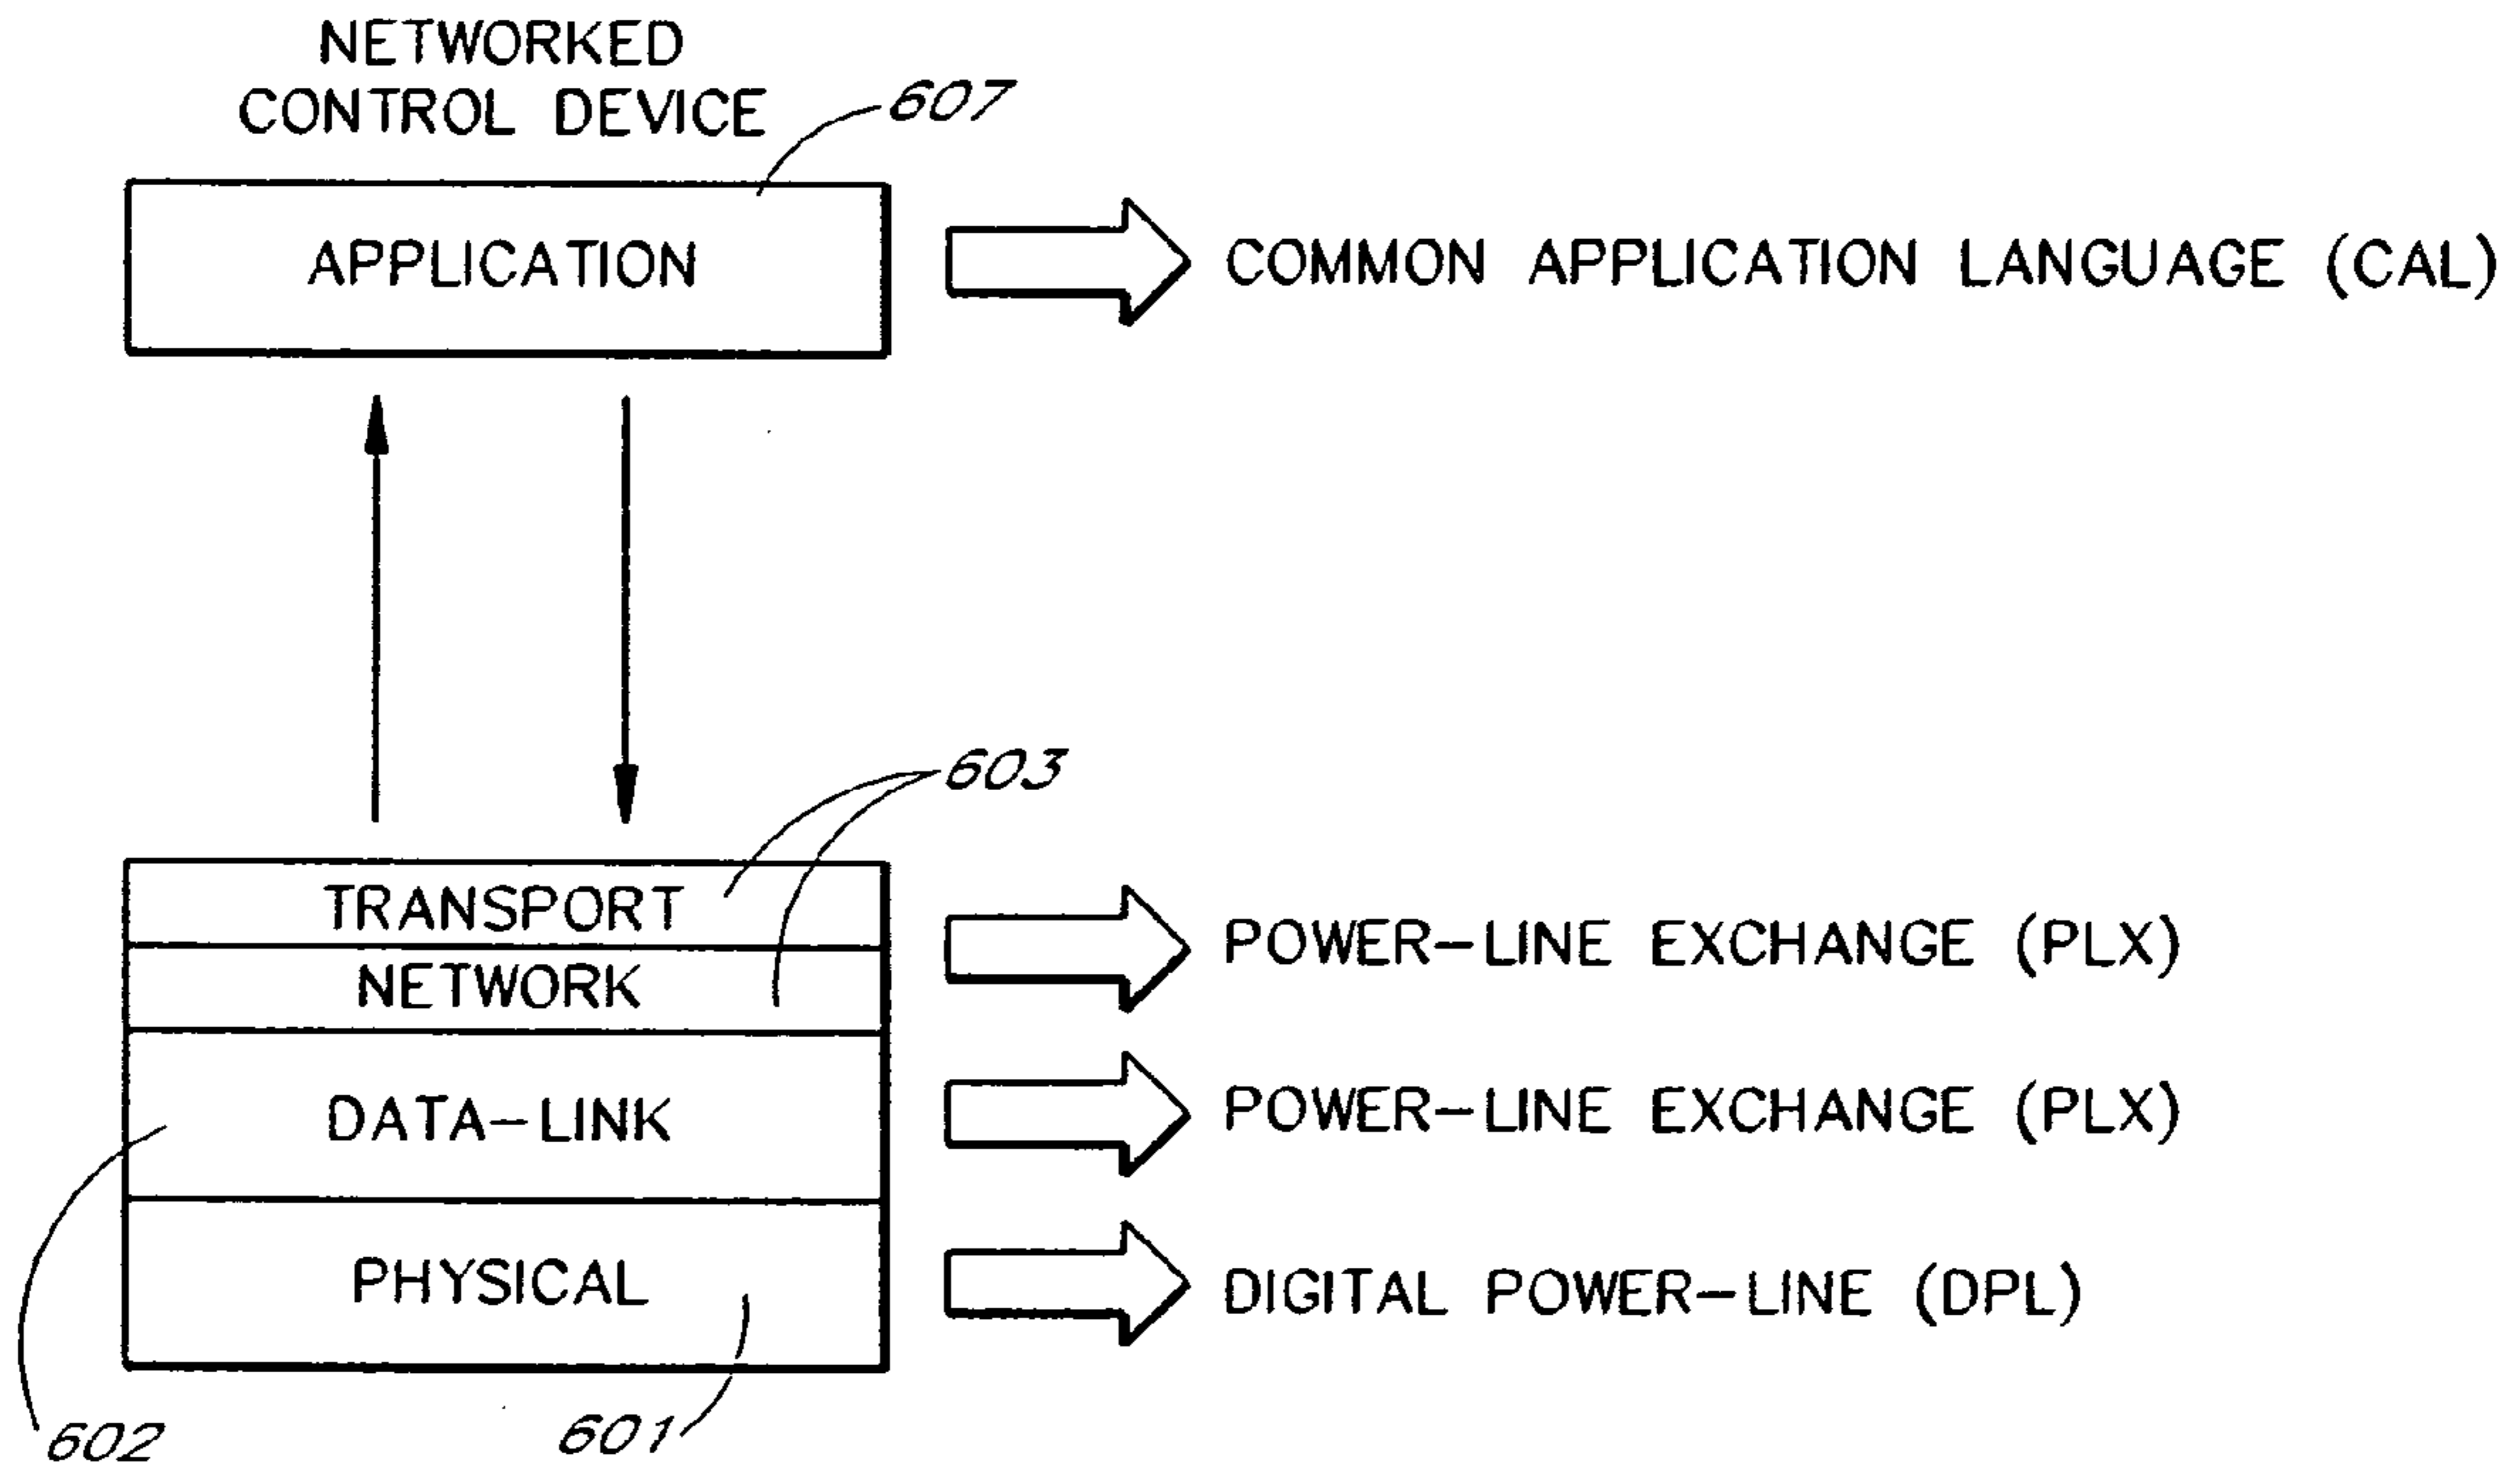 NETWORKED
CONTROL DEVICE
607
APPLICATION
COMMON APPLICATION LANGUAGE (CAL)
603
TRANSPORT
POWER-LINE EXCHANGE (PLX)
NETWORK
DATA-LINK
POWER-LINE EXCHANGE (PLX)
PHYSICAL
DIGITAL POWER-LINE (DPL)
602
601